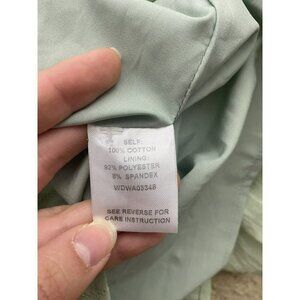 SELF:
100% COTTON
LINING:
92% POLYESTER
8% SPANDEX
WDWA03348
SEE REVERSE FOR
CARE INSTRUCTION